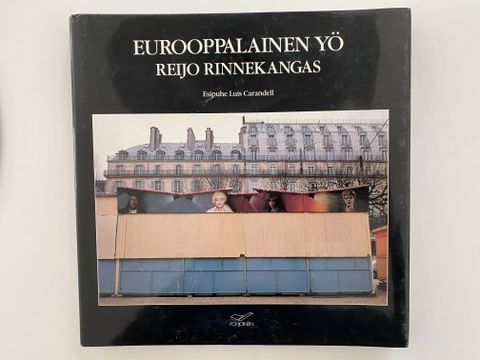 EUROOPPALAINEN YÖ
REIJO RINNEKANGAS
Esipuhe Luis Carandell
POHJOINEN